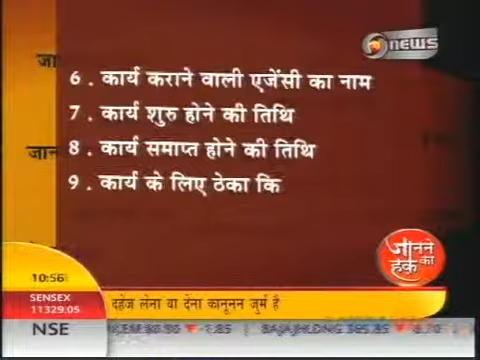 news
6 . कार्य कराने वाली एजेंसी का नाम
7 . कार्य शुरु होने की तिथि
8 . कार्य समाप्त होने की तिथि
9 . कार्य के लिए ठेका कि
जान
जान
जानने
का
हक
10:56
SENSEX
11329.05
दहेज लेना या देना कानूनन जुर्म है
NSE
1.85
BAJAJHLDNG